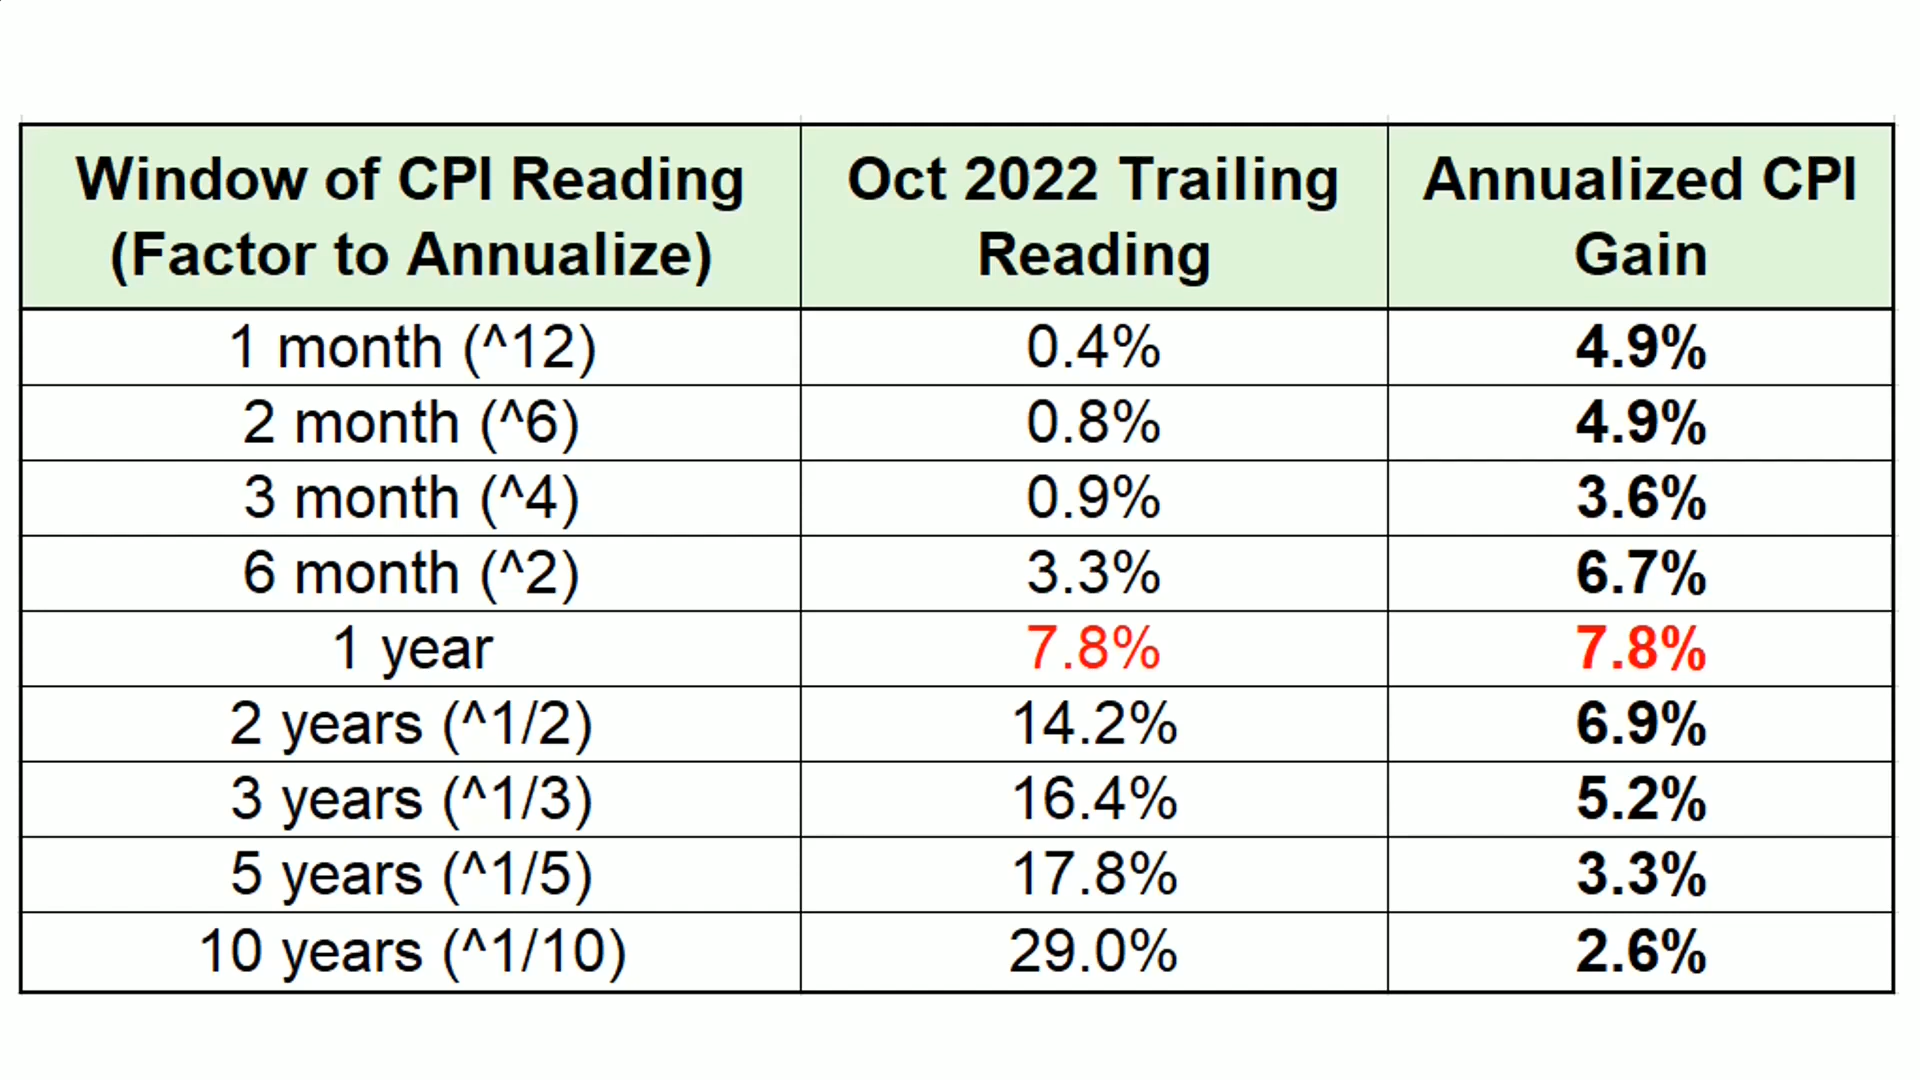 Window of CPI Reading
(Factor to Annualize)
Oct 2022 Trailing
Reading
Annualized CPI
Gain
1 month (^12) 0.4% 4.9%
2 month (^6) 0.8% 4.9%
3 month (^4) 0.9% 3.6%
6 month (^2) 3.3% 6.7%
1 year 7.8% 7.8%
2 years (^1/2) 14.2% 6.9%
3 years (^1/3) 16.4% 5.2%
5 years (^1/5) 17.8% 3.3%
10 years (^1/10) 29.0% 2.6%